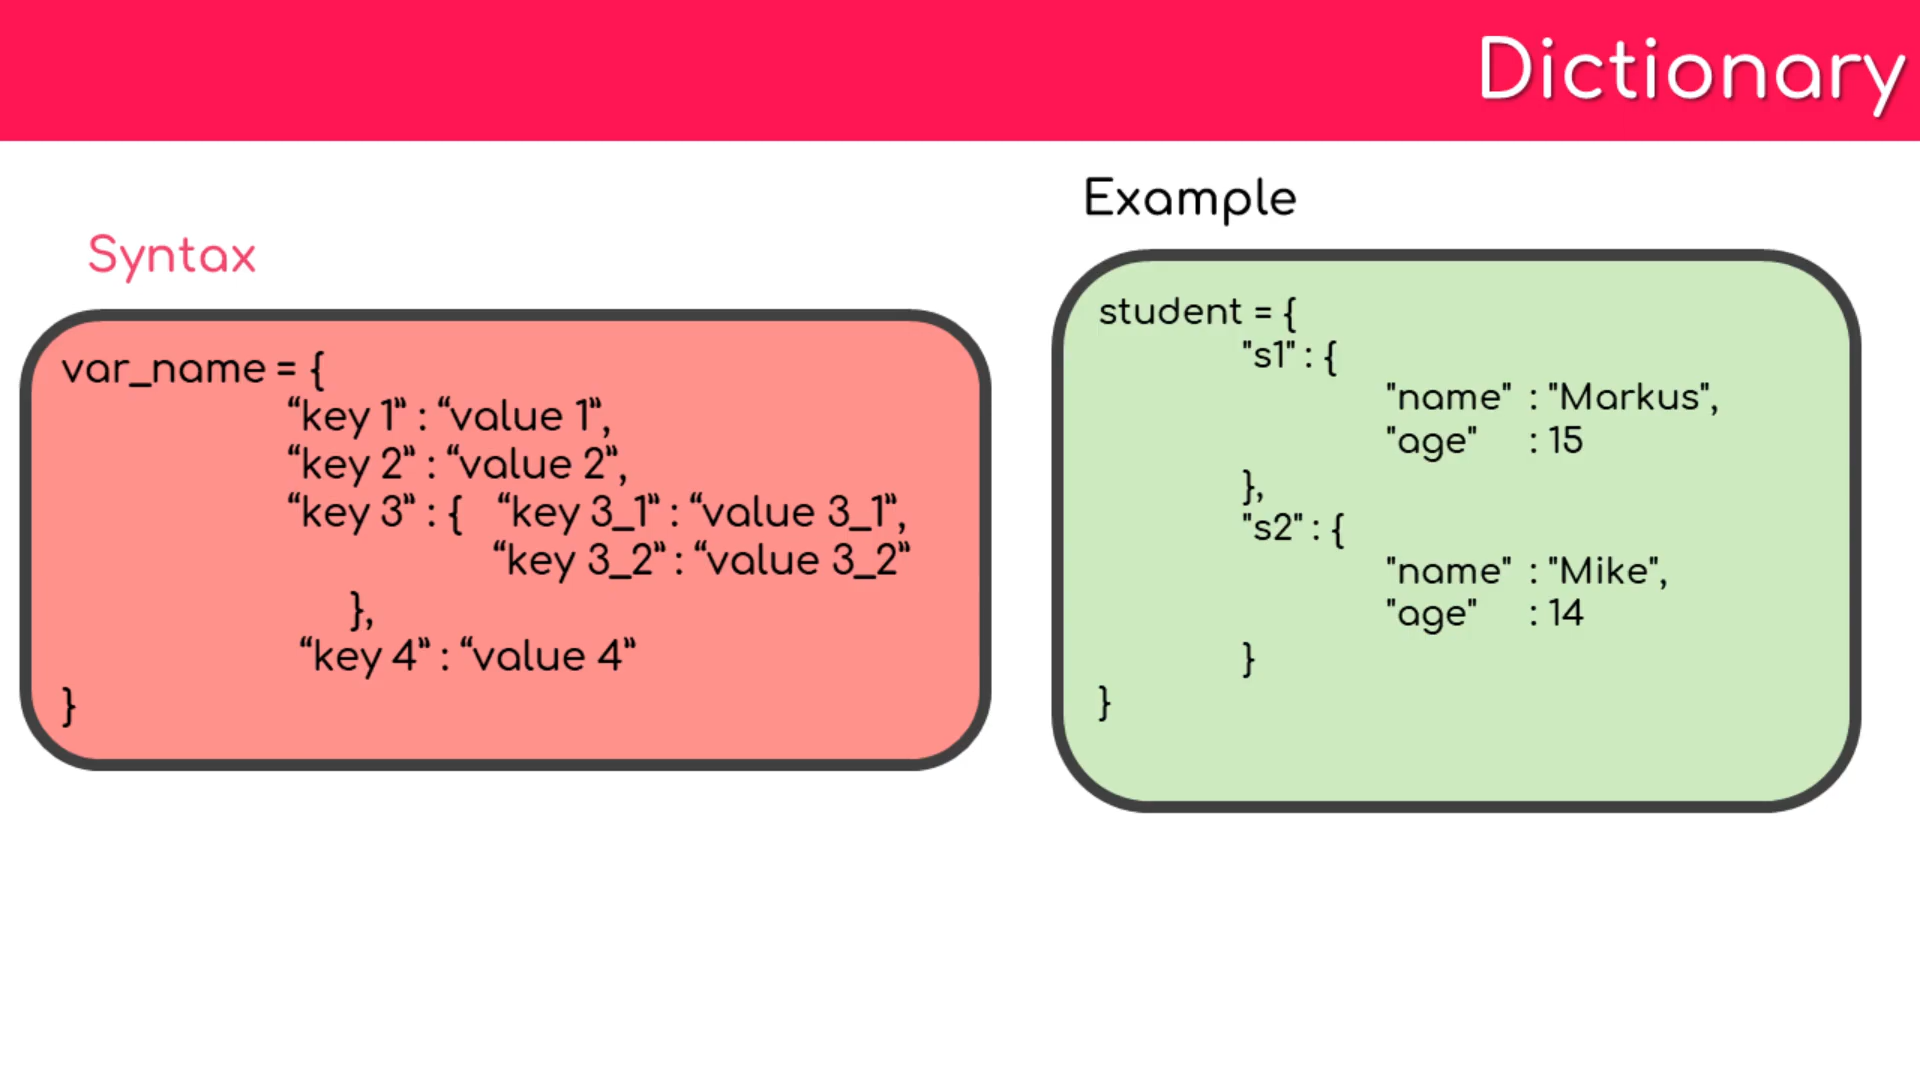 Dictionary
Syntax
var_name = {
“key 1” : “value 1”,
“key 2” : “value 2”,
“key 3” : { “key 3_1” : “value 3_1”,
“key 3_2” : “value 3_2”
},
“key 4” : “value 4”
}
Example
student = {
"s1" : {
"name" : "Markus",
"age" : 15
},
"s2" : {
"name" : "Mike",
"age" : 14
}
}